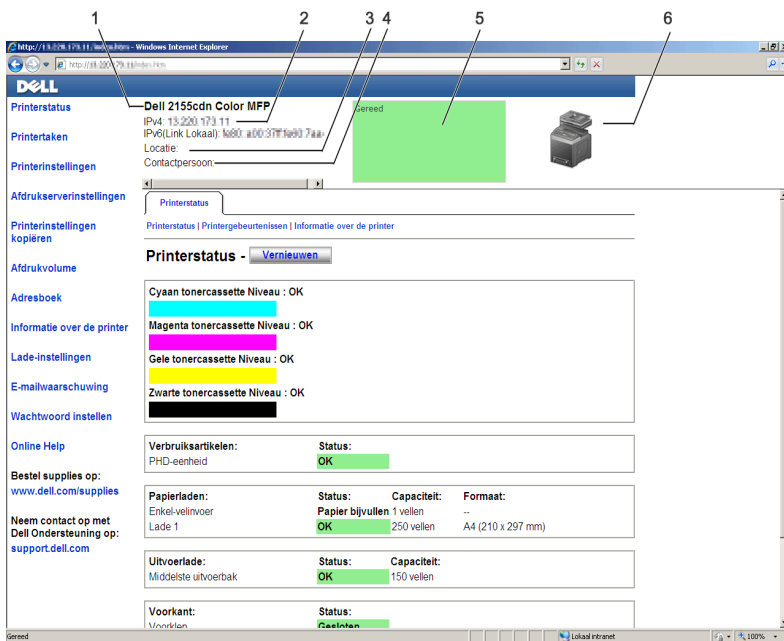 1 2 3 4 5 6
- Windows Internet Explorer
DELL
Printerstatus
Printertaken
Printerinstellingen
Afdrukserverinstellingen
Printerinstellingen
kopiëren
Afdrukvolume
Adresboek
Informatie over de printer
Lade-instellingen
E-mailwaarschuwing
Wachtwoord instellen
Online Help
Bestel supplies op:
www.dell.com/supplies
Neem contact op met
Dell Ondersteuning op:
support.dell.com
Dell 2155cdn Color MFP
IPv4:
IPv6(Link Lokaal):
Locatie:
Contactpersoon:
Gereed
Printerstatus
Printerstatus | Printergebeurtenissen | Informatie over de printer
Printerstatus - Vernieuwen
Cyaan tonercassette Niveau : OK
Magenta tonercassette Niveau : OK
Gele tonercassette Niveau : OK
Zwarte tonercassette Niveau : OK
Verbruiksartikelen: Status:
PHD-eenheid OK
Papierladen: Status: Capaciteit: Formaat:
Enkel-velinvoer Papier bijvullen 1 vellen --
Lade 1 OK 250 vellen A4 (210 x 297 mm)
Uitvoerlade: Status: Capaciteit:
Middelste uitvoerbak OK 150 vellen
Voorkant: Status:
Voorklep Gesloten
Gereed Lokaal intranet 100%